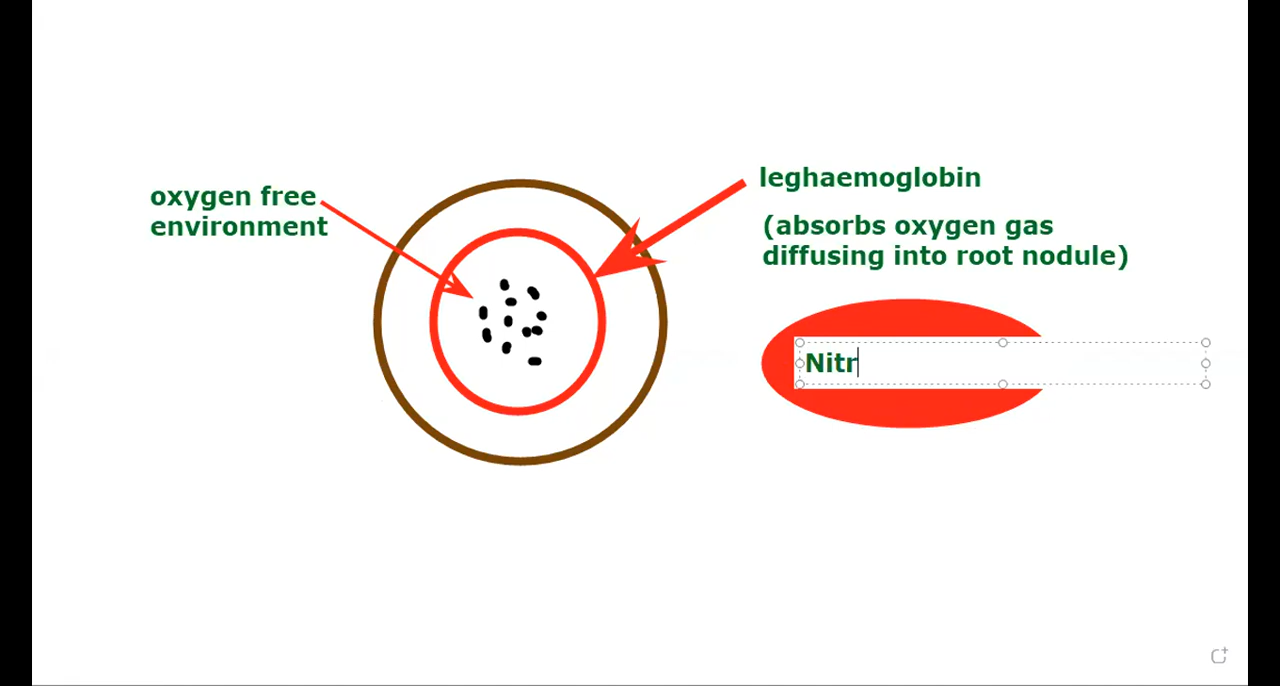 oxygen free
environment
leghaemoglobin
(absorbs oxygen gas
diffusing into root nodule)
Nitr